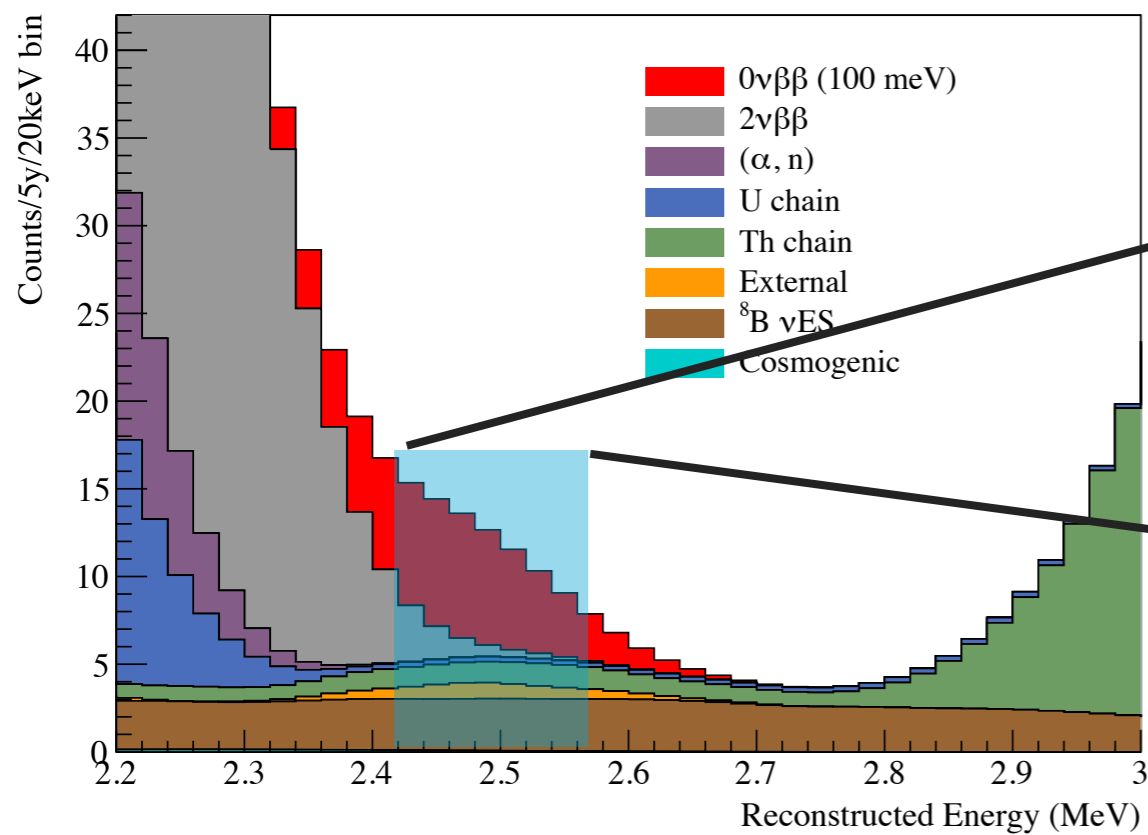 Counts/5y/20keV bin
40
35
30
25
20
15
10
5
0
0νββ (100 meV)
2νββ
(α, n)
U chain
Th chain
External
⁸B νES
Cosmogenic
2.2 2.3 2.4 2.5 2.6 2.7 2.8 2.9 3
Reconstructed Energy (MeV)